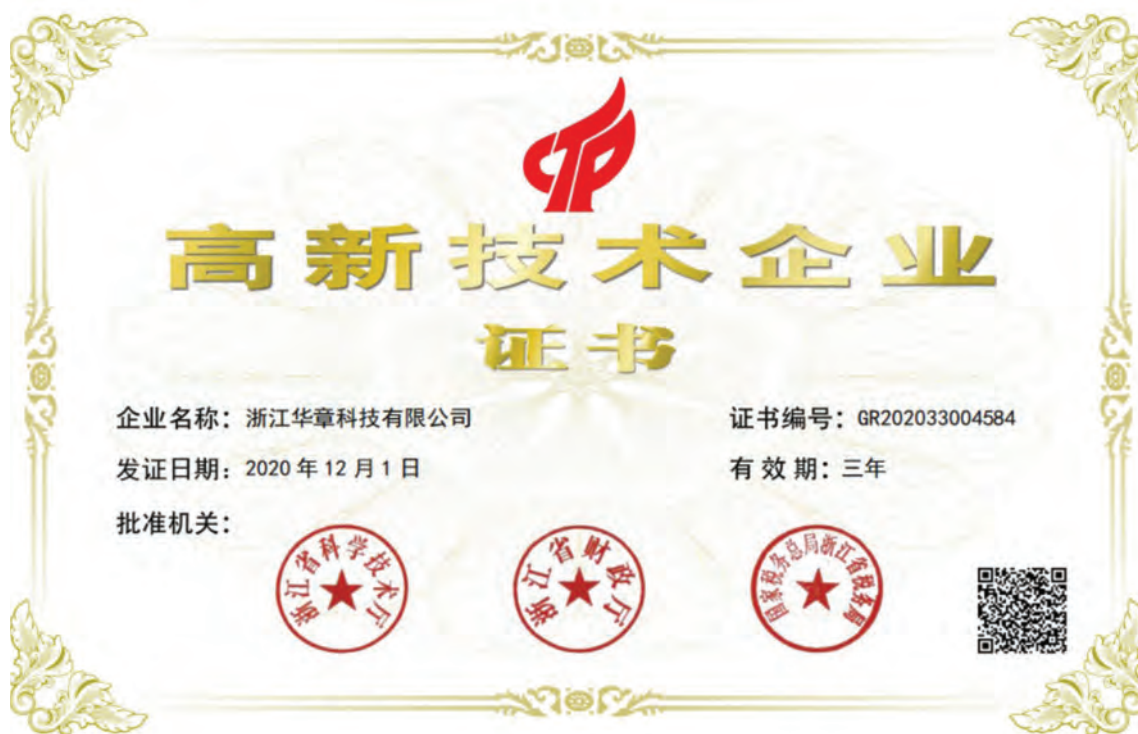 CTP
高新技术企业
证书
企业名称：浙江华章科技有限公司
证书编号：GR202033004584
发证日期：2020年12月1日
有效期：三年
批准机关：
浙江省科学技术厅
浙江省财政厅
国家税务总局浙江省税务局